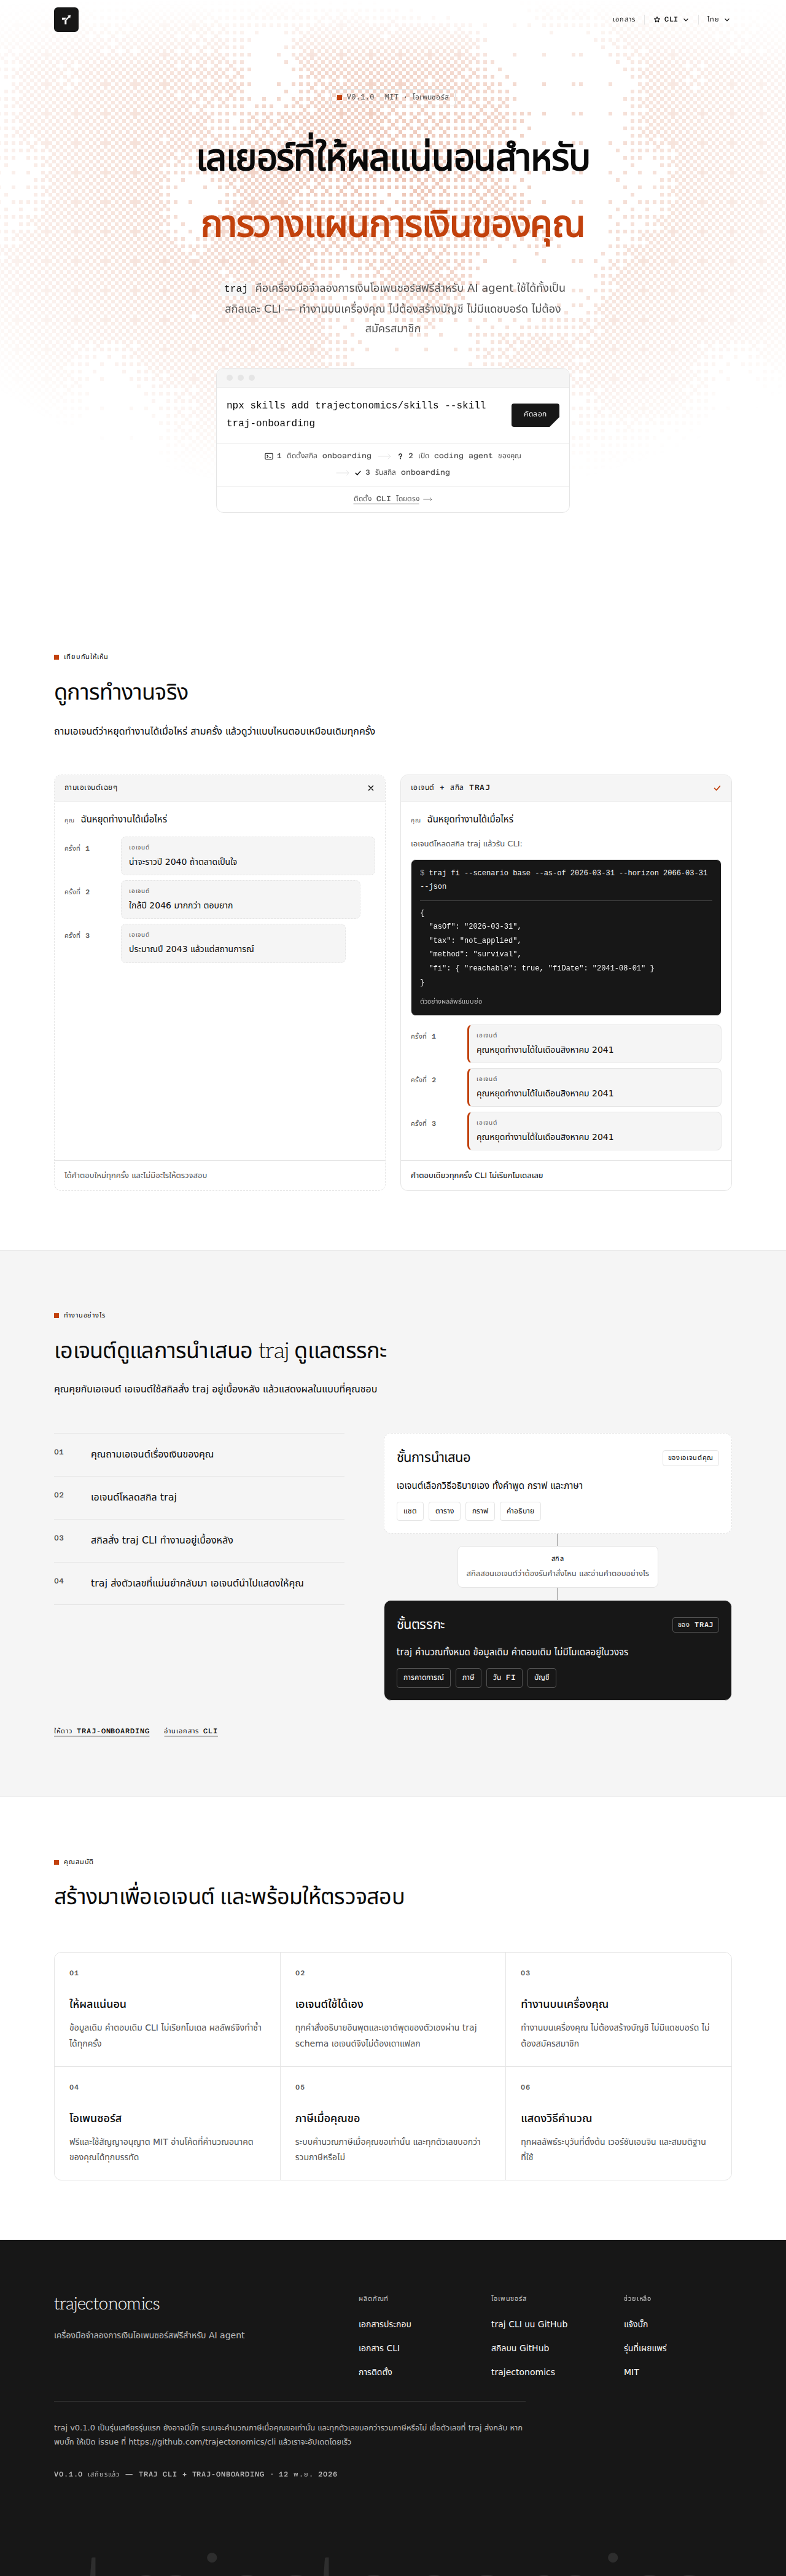 เอกสาร
CLI
ไทย
V0.1.0 MIT · โอเพนซอร์ส
เลเยอร์ที่ให้ผลแน่นอนสำหรับ
การวางแผนการเงินของคุณ
traj คือเครื่องมือจำลองการเงินโอเพนซอร์สฟรีสำหรับ AI agent ใช้ได้ทั้งเป็น
สกิลและ CLI — ทำงานบนเครื่องคุณ ไม่ต้องสร้างบัญชี ไม่มีแดชบอร์ด ไม่ต้อง
สมัครสมาชิก
npx skills add trajectonomics/skills --skill
traj-onboarding
คัดลอก
1 ติดตั้งสกิล onboarding → ? 2 เปิด coding agent ของคุณ
→ 3 รันสกิล onboarding
ติดตั้ง CLI โดยตรง →
เทียบกันให้เห็น
ดูการทำงานจริง
ถามเอเจนต์ว่าหยุดทำงานได้เมื่อไหร่ สามครั้ง แล้วดูว่าแบบไหนตอบเหมือนเดิมทุกครั้ง
ถามเอเจนต์เฉยๆ
คุณ ฉันหยุดทำงานได้เมื่อไหร่
ครั้งที่ 1
เอเจนต์
น่าจะราวปี 2040 ถ้าตลาดเป็นใจ
ครั้งที่ 2
เอเจนต์
ใกล้ปี 2046 มากกว่า ตอบยาก
ครั้งที่ 3
เอเจนต์
ประมาณปี 2043 แล้วแต่สถานการณ์
ได้คำตอบใหม่ทุกครั้ง และไม่มีอะไรให้ตรวจสอบ
เอเจนต์ + สกิล TRAJ
คุณ ฉันหยุดทำงานได้เมื่อไหร่
เอเจนต์โหลดสกิล traj แล้วรัน CLI:
$ traj fi --scenario base --as-of 2026-03-31 --horizon 2066-03-31
--json
{
"asOf": "2026-03-31",
"tax": "not_applied",
"method": "survival",
"fi": { "reachable": true, "fiDate": "2041-08-01" }
}
ตัวอย่างผลลัพธ์แบบย่อ
ครั้งที่ 1
เอเจนต์
คุณหยุดทำงานได้ในเดือนสิงหาคม 2041
ครั้งที่ 2
เอเจนต์
คุณหยุดทำงานได้ในเดือนสิงหาคม 2041
ครั้งที่ 3
เอเจนต์
คุณหยุดทำงานได้ในเดือนสิงหาคม 2041
คำตอบเดียวทุกครั้ง CLI ไม่เรียกโมเดลเลย
ทำงานอย่างไร
เอเจนต์ดูแลการนำเสนอ traj ดูแลตรรกะ
คุณคุยกับเอเจนต์ เอเจนต์ใช้สกิลสั่ง traj อยู่เบื้องหลัง แล้วแสดงผลในแบบที่คุณชอบ
01 คุณถามเอเจนต์เรื่องเงินของคุณ
02 เอเจนต์โหลดสกิล traj
03 สกิลสั่ง traj CLI ทำงานอยู่เบื้องหลัง
04 traj ส่งตัวเลขที่แม่นยำกลับมา เอเจนต์นำไปแสดงให้คุณ
ชั้นการนำเสนอ
ของเอเจนต์คุณ
เอเจนต์เลือกวิธีอธิบายเอง ทั้งคำพูด กราฟ และภาษา
แชต ตาราง กราฟ คำอธิบาย
สกิล
สกิลสอนเอเจนต์ว่าต้องรันคำสั่งไหน และอ่านคำตอบอย่างไร
ชั้นตรรกะ
ของ TRAJ
traj คำนวณทั้งหมด ข้อมูลเดิม คำตอบเดิม ไม่มีโมเดลอยู่ในวงจร
การคาดการณ์ ภาษี วัน FI บัญชี
ให้ดาว TRAJ-ONBOARDING อ่านเอกสาร CLI
คุณสมบัติ
สร้างมาเพื่อเอเจนต์ และพร้อมให้ตรวจสอบ
01
ให้ผลแน่นอน
ข้อมูลเดิม คำตอบเดิม CLI ไม่เรียกโมเดล ผลลัพธ์จึงทำซ้ำ
ได้ทุกครั้ง
02
เอเจนต์ใช้ได้เอง
ทุกคำสั่งอธิบายอินพุตและเอาต์พุตของตัวเองผ่าน traj
schema เอเจนต์จึงไม่ต้องเดาแฟลก
03
ทำงานบนเครื่องคุณ
ทำงานบนเครื่องคุณ ไม่ต้องสร้างบัญชี ไม่มีแดชบอร์ด ไม่
ต้องสมัครสมาชิก
04
โอเพนซอร์ส
ฟรีและใช้สัญญาอนุญาต MIT อ่านโค้ดที่คำนวณอนาคต
ของคุณได้ทุกบรรทัด
05
ภาษีเมื่อคุณขอ
ระบบคำนวณภาษีเมื่อคุณขอเท่านั้น และทุกตัวเลขบอกว่า
รวมภาษีหรือไม่
06
แสดงวิธีคำนวณ
ทุกผลลัพธ์ระบุวันที่ตั้งต้น เวอร์ชันเอนจิน และสมมติฐาน
ที่ใช้
trajectonomics
เครื่องมือจำลองการเงินโอเพนซอร์สฟรีสำหรับ AI agent
ผลิตภัณฑ์
เอกสารประกอบ
เอกสาร CLI
การติดตั้ง
โอเพนซอร์ส
traj CLI บน GitHub
สกิลบน GitHub
trajectonomics
ช่วยเหลือ
แจ้งบั๊ก
รุ่นที่เผยแพร่
MIT
traj v0.1.0 เป็นรุ่นเสถียรรุ่นแรก ยังอาจมีบั๊ก ระบบจะคำนวณภาษีเมื่อคุณขอเท่านั้น และทุกตัวเลขบอกว่ารวมภาษีหรือไม่ เชื่อตัวเลขที่ traj ส่งกลับ หาก
พบบั๊ก ให้เปิด issue ที่ https://github.com/trajectonomics/cli แล้วเราจะอัปเดตโดยเร็ว
V0.1.0 เสถียรแล้ว — TRAJ CLI + TRAJ-ONBOARDING · 12 พ.ย. 2026